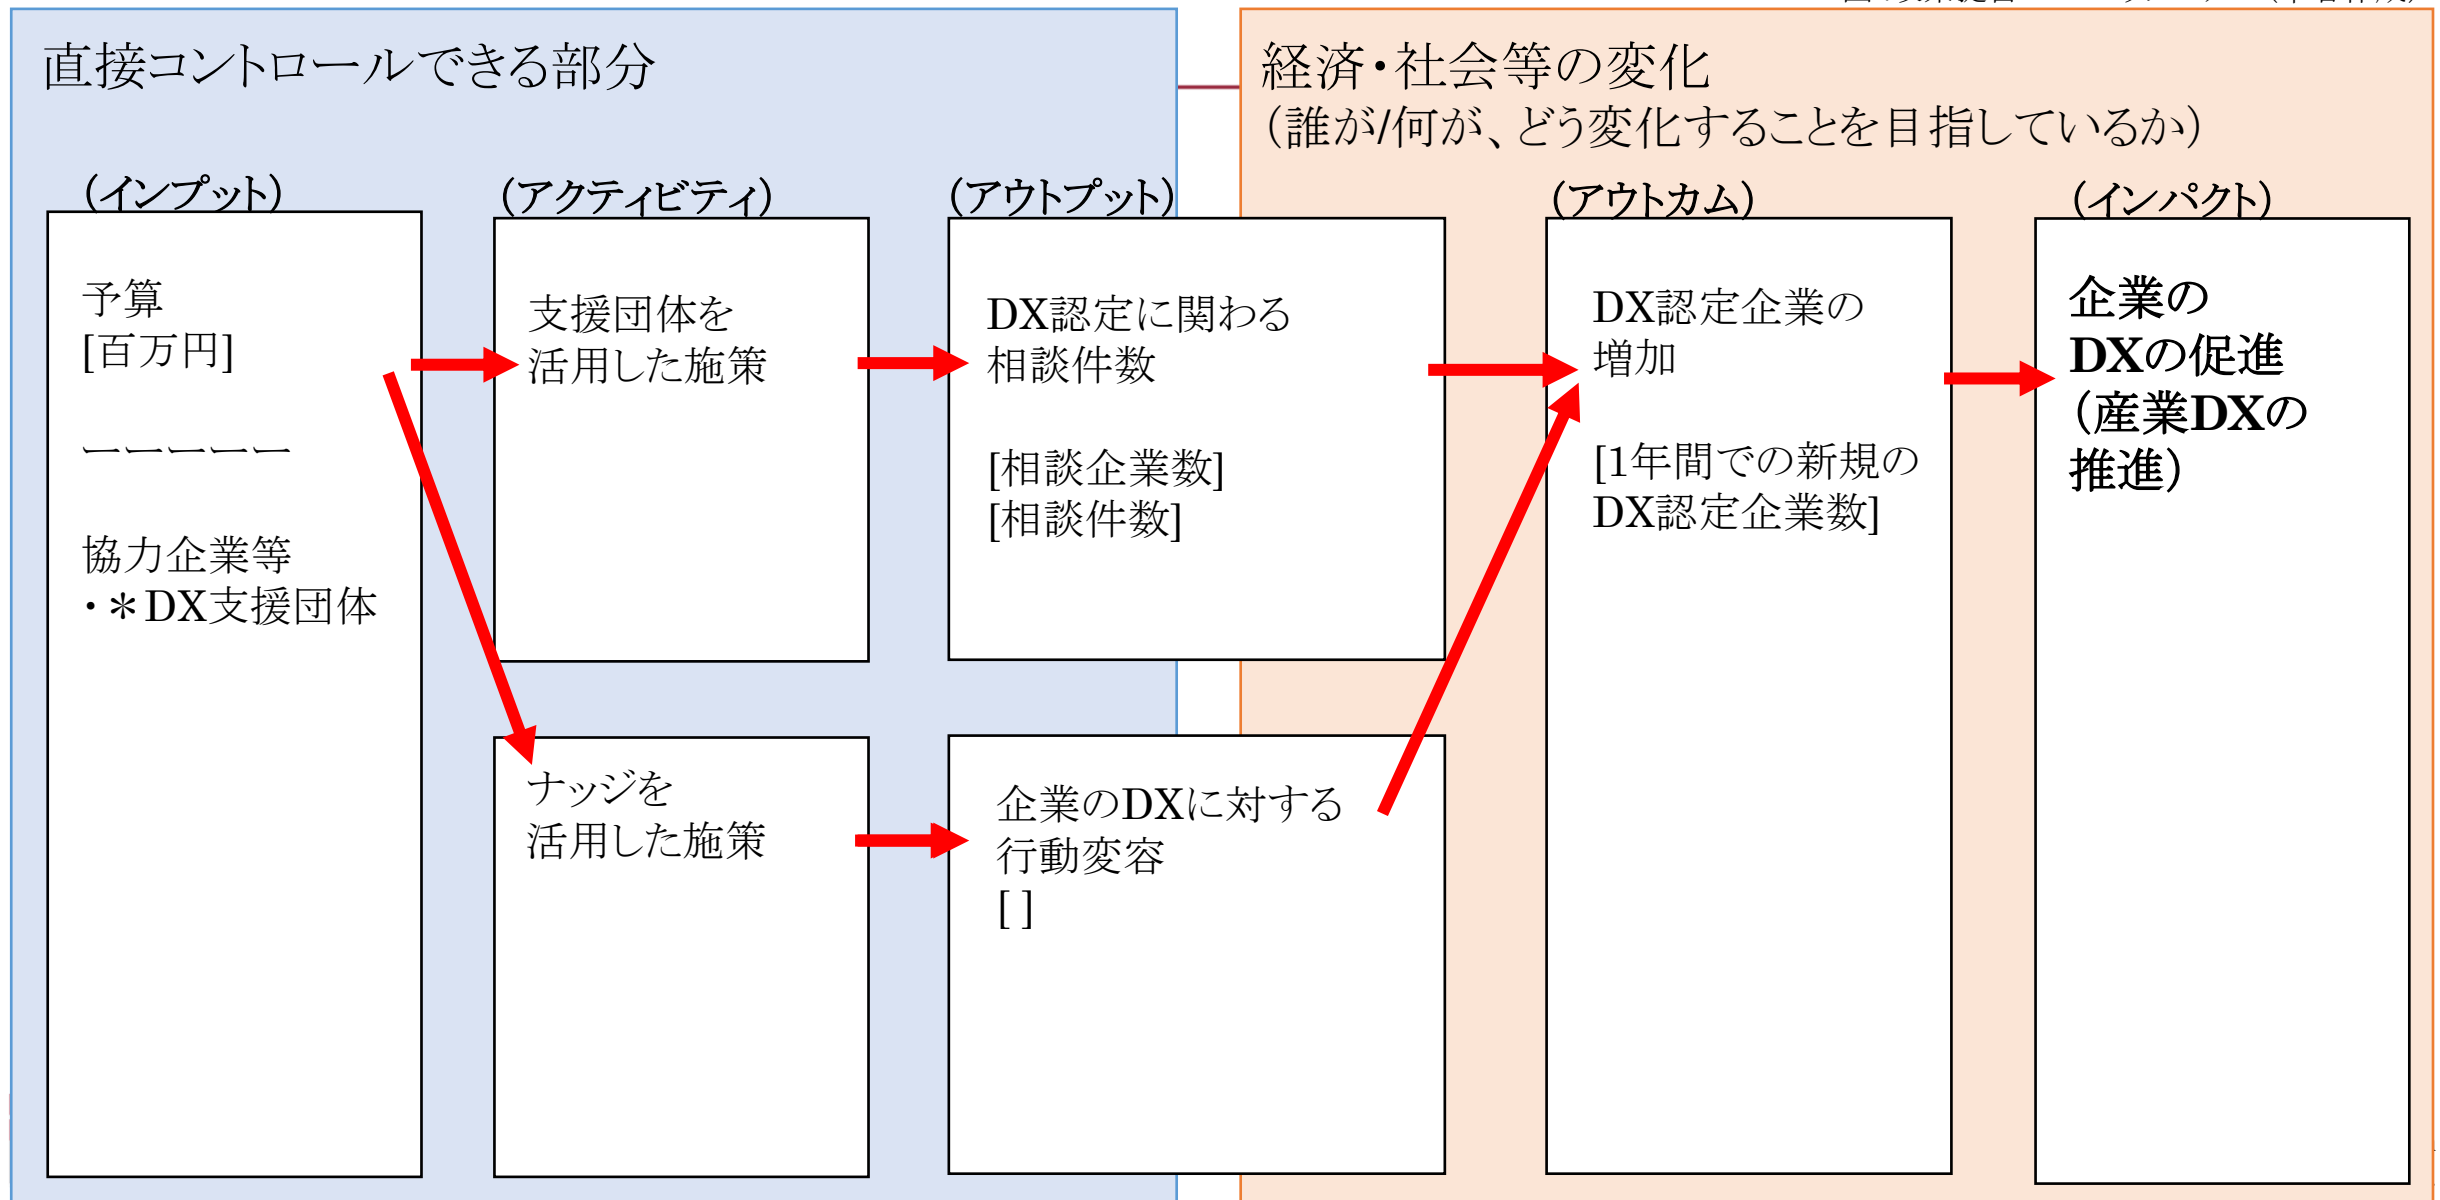 直接コントロールできる部分
経済・社会等の変化
（誰が/何が、どう変化することを目指しているか）
（インプット）
予算
[百万円]
ーーーーー
協力企業等
・＊DX支援団体
（アクティビティ）
支援団体を
活用した施策
ナッジを
活用した施策
（アウトプット）
DX認定に関わる
相談件数
[相談企業数]
[相談件数]
企業のDXに対する
行動変容
[ ]
（アウトカム）
DX認定企業の
増加
[1年間での新規の
DX認定企業数]
（インパクト）
企業の
DXの促進
（産業DXの
推進）